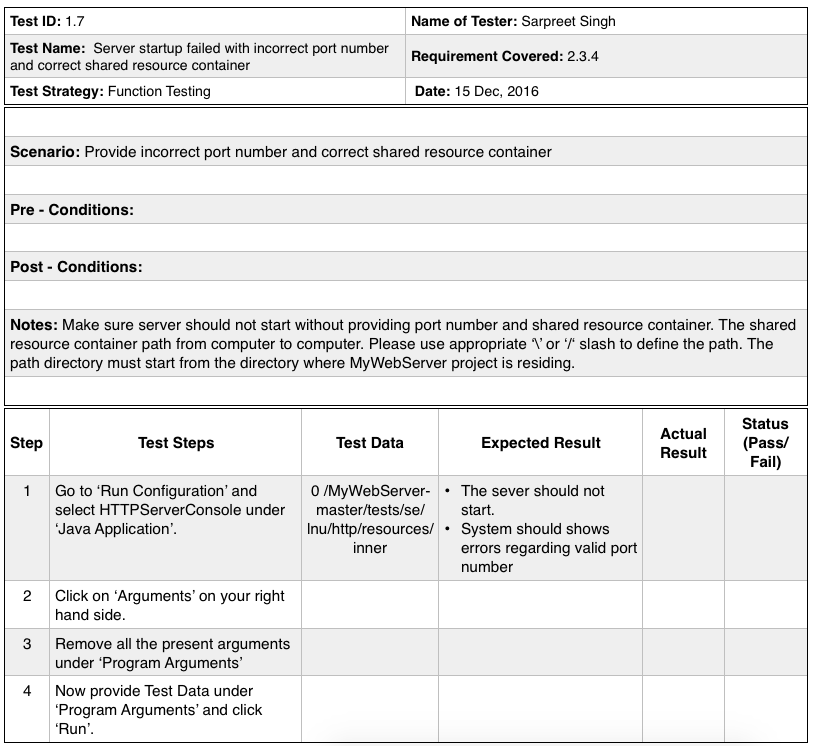 Test ID: 1.7
Name of Tester: Sarpreet Singh
Test Name:  Server startup failed with incorrect port number
and correct shared resource container
Requirement Covered: 2.3.4
Test Strategy: Function Testing
Date: 15 Dec, 2016
Scenario: Provide incorrect port number and correct shared resource container
Pre - Conditions:
Post - Conditions:
Notes: Make sure server should not start without providing port number and shared resource container. The shared
resource container path from computer to computer. Please use appropriate ‘\’ or ‘/‘ slash to define the path. The
path directory must start from the directory where MyWebServer project is residing.
Step
Test Steps
Test Data
Expected Result
Actual
Result
Status
(Pass/
Fail)
1
Go to ‘Run Configuration’ and
select HTTPServerConsole under
‘Java Application’.
0 /MyWebServer-
master/tests/se/
lnu/http/resources/
inner
• The sever should not
start.
• System should shows
errors regarding valid port
number
2
Click on ‘Arguments’ on your right
hand side.
3
Remove all the present arguments
under ‘Program Arguments’
4
Now provide Test Data under
‘Program Arguments’ and click
‘Run’.